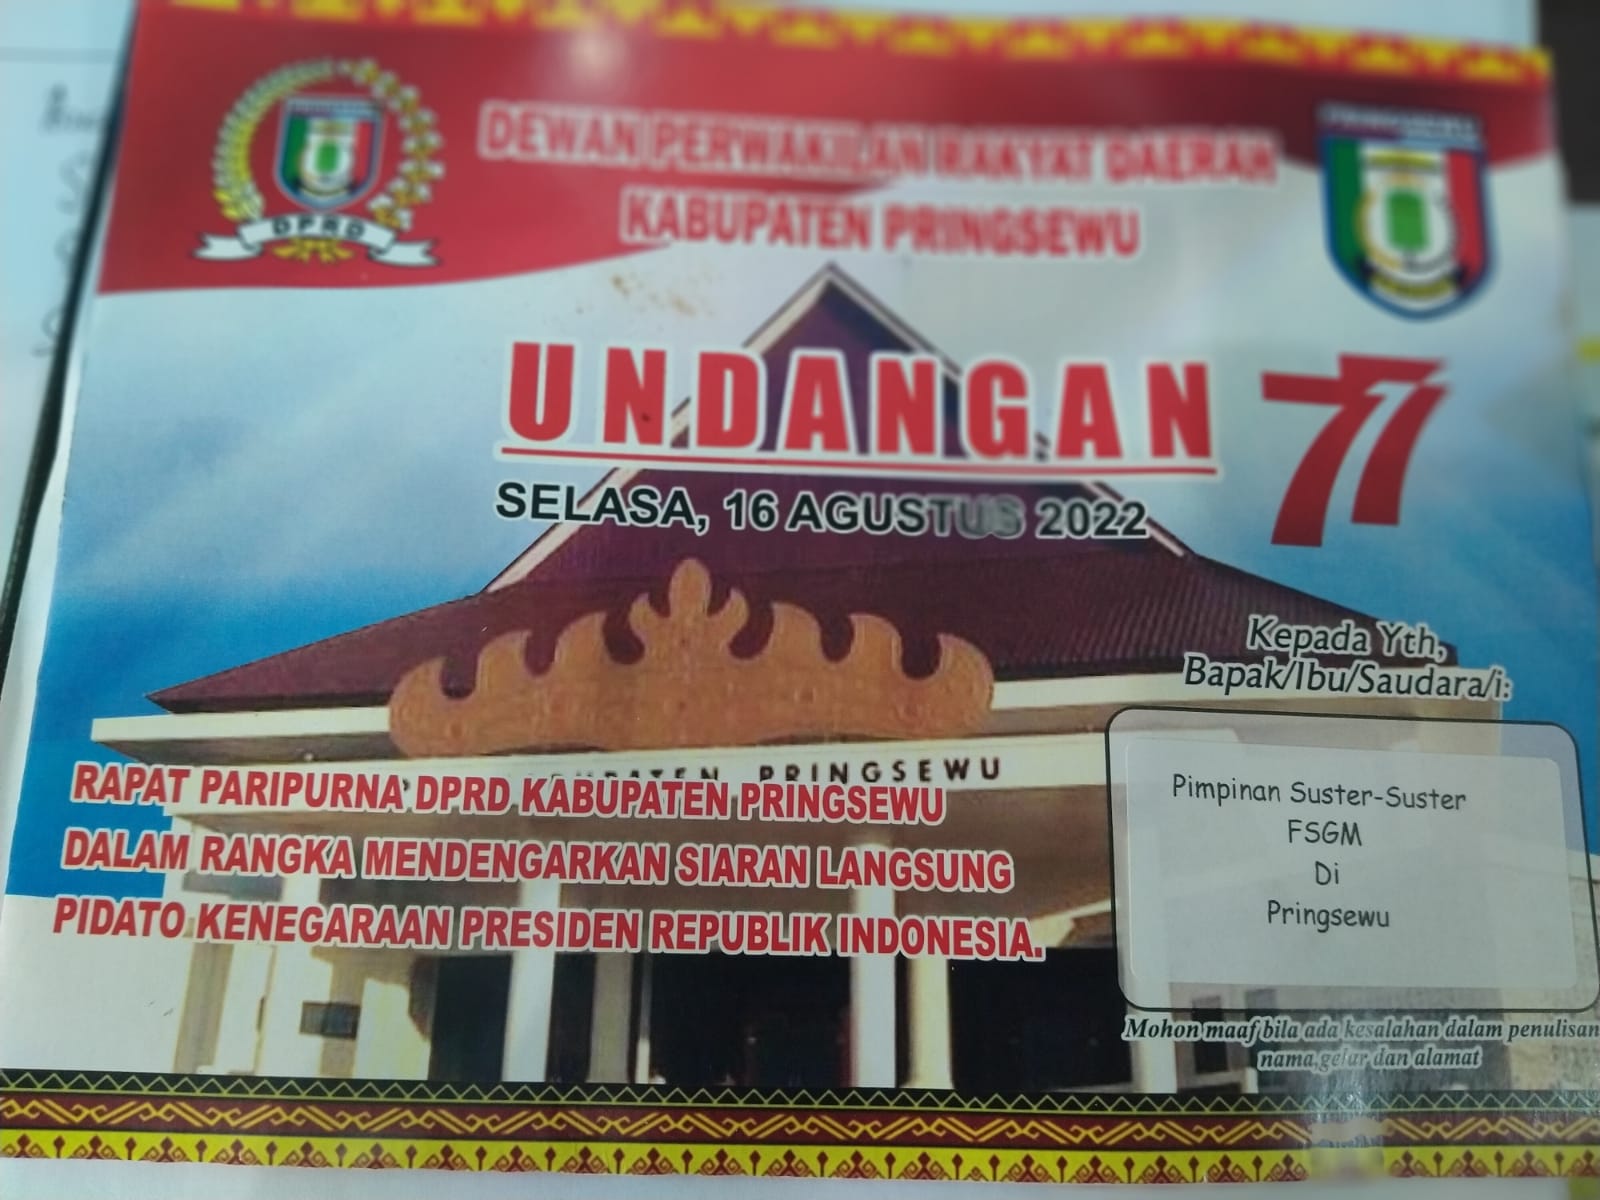 DEWAN PERWAKILAN RAKYAT DAERAH
KABUPATEN PRINGSEWU
DPRD
UNDANGAN
77
SELASA, 16 AGUSTUS 2022
Kepada Yth,
Bapak/Ibu/Saudara/i:
KABUPATEN PRINGSEWU
RAPAT PARIPURNA DPRD KABUPATEN PRINGSEWU
DALAM RANGKA MENDENGARKAN SIARAN LANGSUNG
PIDATO KENEGARAAN PRESIDEN REPUBLIK INDONESIA.
Pimpinan Suster-Suster
FSGM
Di
Pringsewu
Mohon maaf bila ada kesalahan dalam penulisan
nama,gelar dan alamat